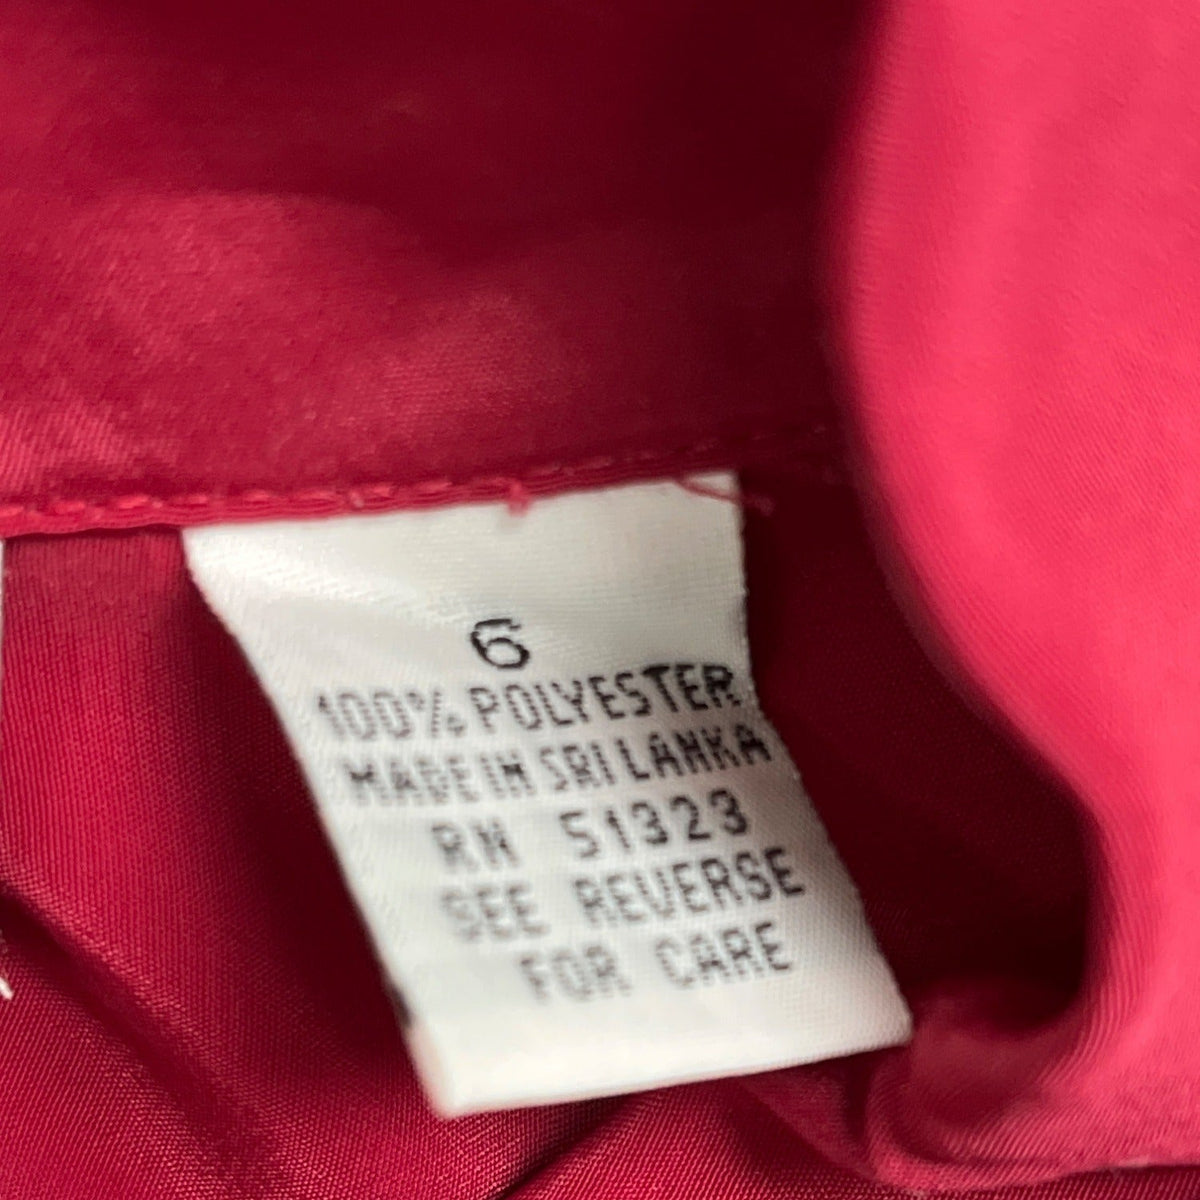 6
100% POLYESTER
MADE IN SRI LANKA
RN 51323
SEE REVERSE
FOR CARE